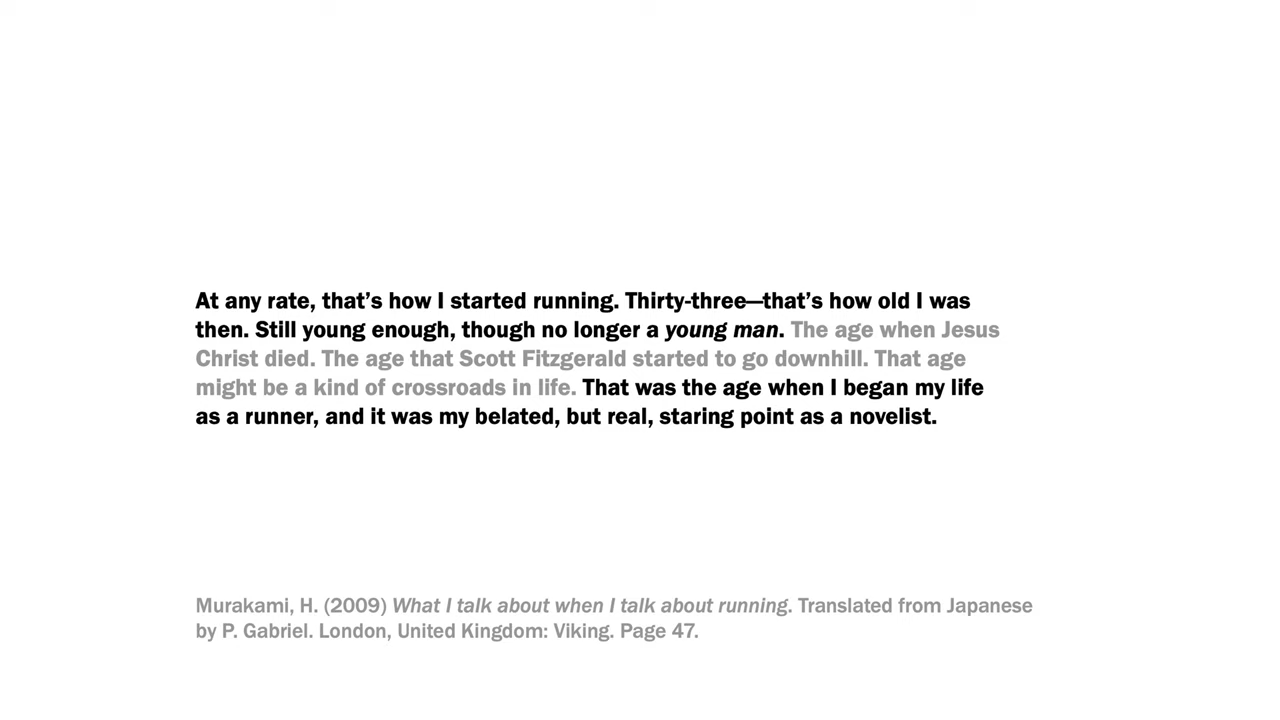 At any rate, that’s how I started running. Thirty-three—that’s how old I was
then. Still young enough, though no longer a young man. The age when Jesus
Christ died. The age that Scott Fitzgerald started to go downhill. That age
might be a kind of crossroads in life. That was the age when I began my life
as a runner, and it was my belated, but real, staring point as a novelist.
Murakami, H. (2009) What I talk about when I talk about running. Translated from Japanese
by P. Gabriel. London, United Kingdom: Viking. Page 47.